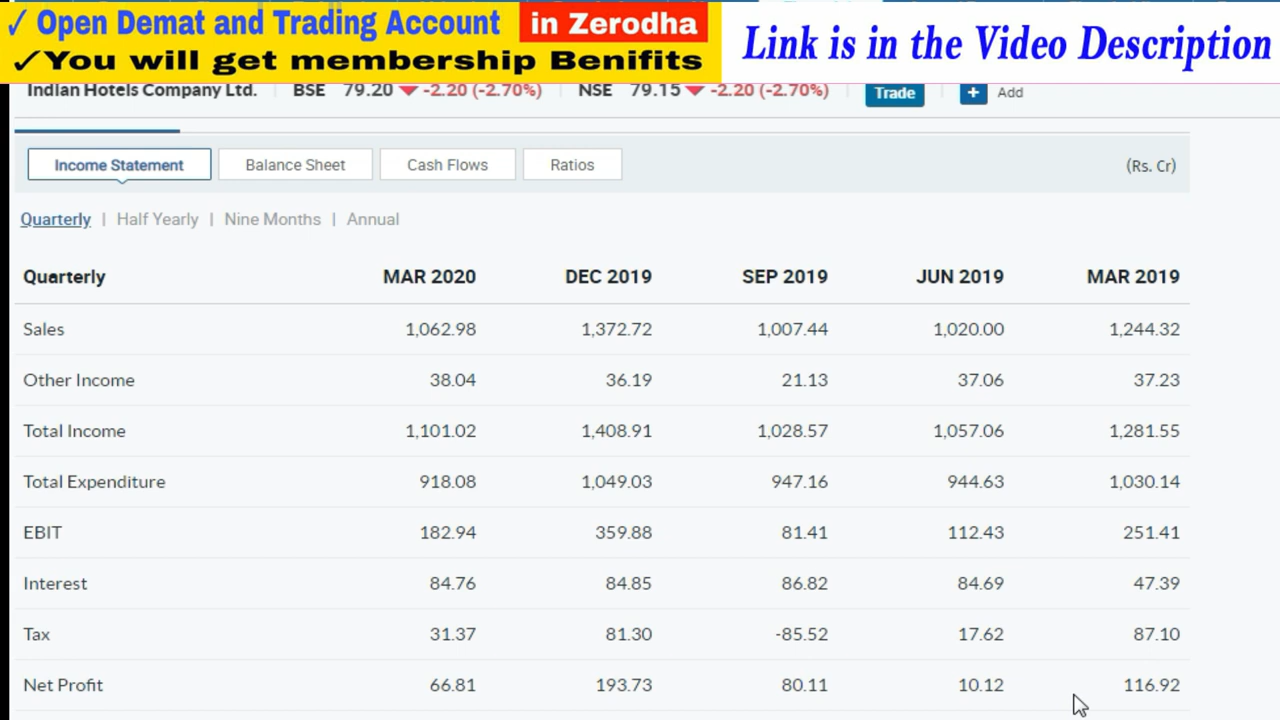 ✓ Open Demat and Trading Account in Zerodha
✓You will get membership Benifits
Link is in the Video Description
Indian Hotels Company Ltd. BSE 79.20 -2.20 (-2.70%) NSE 79.15 -2.20 (-2.70%) Trade + Add
Income Statement Balance Sheet Cash Flows Ratios (Rs. Cr)
Quarterly | Half Yearly | Nine Months | Annual
Quarterly MAR 2020 DEC 2019 SEP 2019 JUN 2019 MAR 2019
Sales 1,062.98 1,372.72 1,007.44 1,020.00 1,244.32
Other Income 38.04 36.19 21.13 37.06 37.23
Total Income 1,101.02 1,408.91 1,028.57 1,057.06 1,281.55
Total Expenditure 918.08 1,049.03 947.16 944.63 1,030.14
EBIT 182.94 359.88 81.41 112.43 251.41
Interest 84.76 84.85 86.82 84.69 47.39
Tax 31.37 81.30 -85.52 17.62 87.10
Net Profit 66.81 193.73 80.11 10.12 116.92